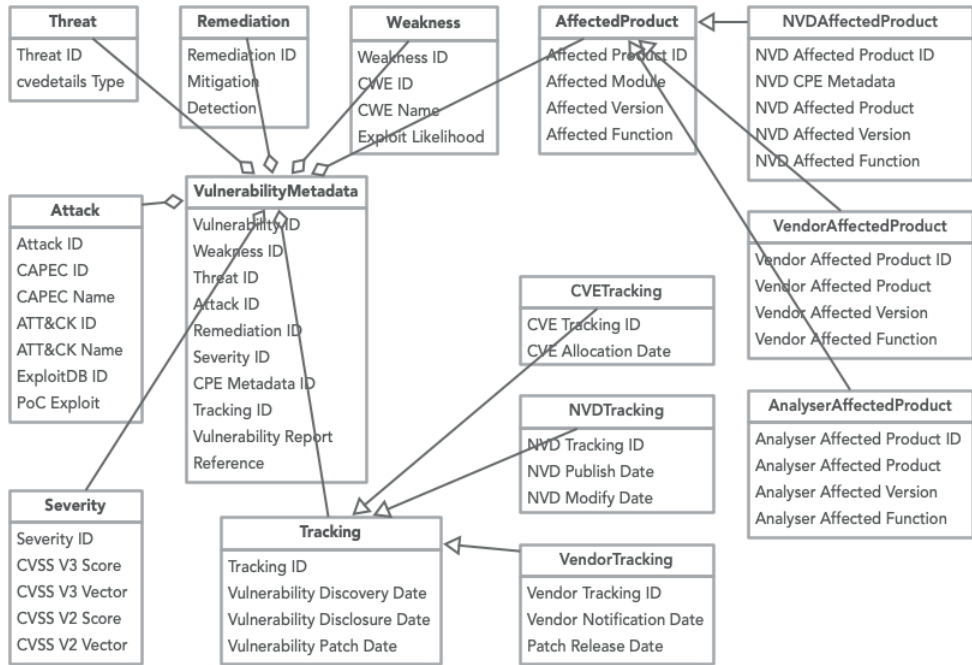 Threat
Threat ID
cvedetails Type
Remediation
Remediation ID
Mitigation
Detection
Weakness
Weakness ID
CWE ID
CWE Name
Exploit Likelihood
AffectedProduct
Affected Product ID
Affected Module
Affected Version
Affected Function
NVDAffectedProduct
NVD Affected Product ID
NVD CPE Metadata
NVD Affected Product
NVD Affected Version
NVD Affected Function
Attack
Attack ID
CAPEC ID
CAPEC Name
ATT&CK ID
ATT&CK Name
ExploitDB ID
PoC Exploit
VulnerabilityMetadata
Vulnerability ID
Weakness ID
Threat ID
Attack ID
Remediation ID
Severity ID
CPE Metadata ID
Tracking ID
Vulnerability Report
Reference
VendorAffectedProduct
Vendor Affected Product ID
Vendor Affected Product
Vendor Affected Version
Vendor Affected Function
CVETracking
CVE Tracking ID
CVE Allocation Date
NVDTracking
NVD Tracking ID
NVD Publish Date
NVD Modify Date
AnalyserAffectedProduct
Analyser Affected Product ID
Analyser Affected Product
Analyser Affected Version
Analyser Affected Function
Severity
Severity ID
CVSS V3 Score
CVSS V3 Vector
CVSS V2 Score
CVSS V2 Vector
Tracking
Tracking ID
Vulnerability Discovery Date
Vulnerability Disclosure Date
Vulnerability Patch Date
VendorTracking
Vendor Tracking ID
Vendor Notification Date
Patch Release Date